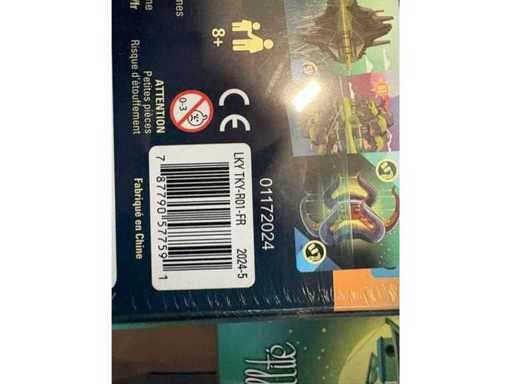 8+
Risque d'étouffement
Petites pièces
ATTENTION
0-3
CE
Fabriqué en Chine
LKY TKY-R01-FR 2024-5
7 87790 57759 1
01172024